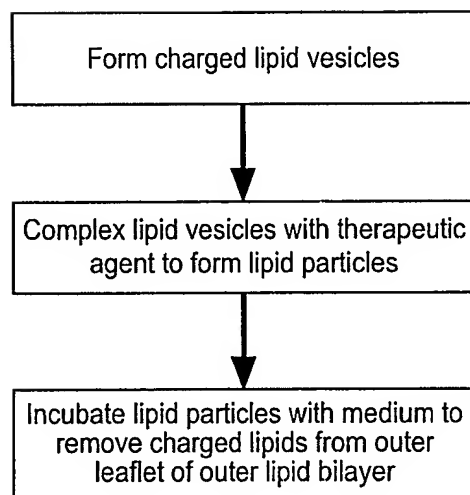 Form charged lipid vesicles
Complex lipid vesicles with therapeutic
agent to form lipid particles
Incubate lipid particles with medium to
remove charged lipids from outer
leaflet of outer lipid bilayer